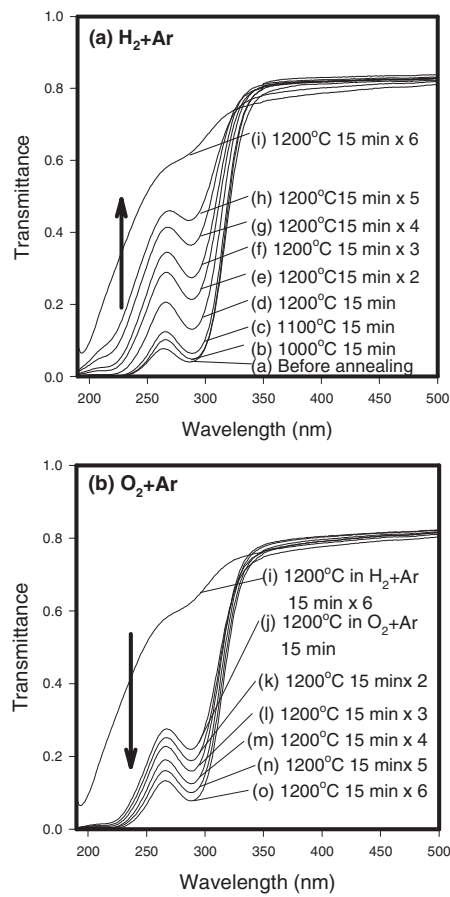 (a) H2+Ar
1.0
0.8
0.6
0.4
0.2
0.0
Transmittance
(i) 1200°C 15 min x 6
(h) 1200°C15 min x 5
(g) 1200°C15 min x 4
(f) 1200°C 15 min x 3
(e) 1200°C15 min x 2
(d) 1200°C 15 min
(c) 1100°C 15 min
(b) 1000°C 15 min
(a) Before annealing
200 250 300 350 400 450 500
Wavelength (nm)
(b) O2+Ar
1.0
0.8
0.6
0.4
0.2
0.0
Transmittance
(i) 1200°C in H2+Ar
15 min x 6
(j) 1200°C in O2+Ar
15 min
(k) 1200°C 15 minx 2
(l) 1200°C 15 min x 3
(m) 1200°C 15 min x 4
(n) 1200°C 15 minx 5
(o) 1200°C 15 min x 6
200 250 300 350 400 450 500
Wavelength (nm)